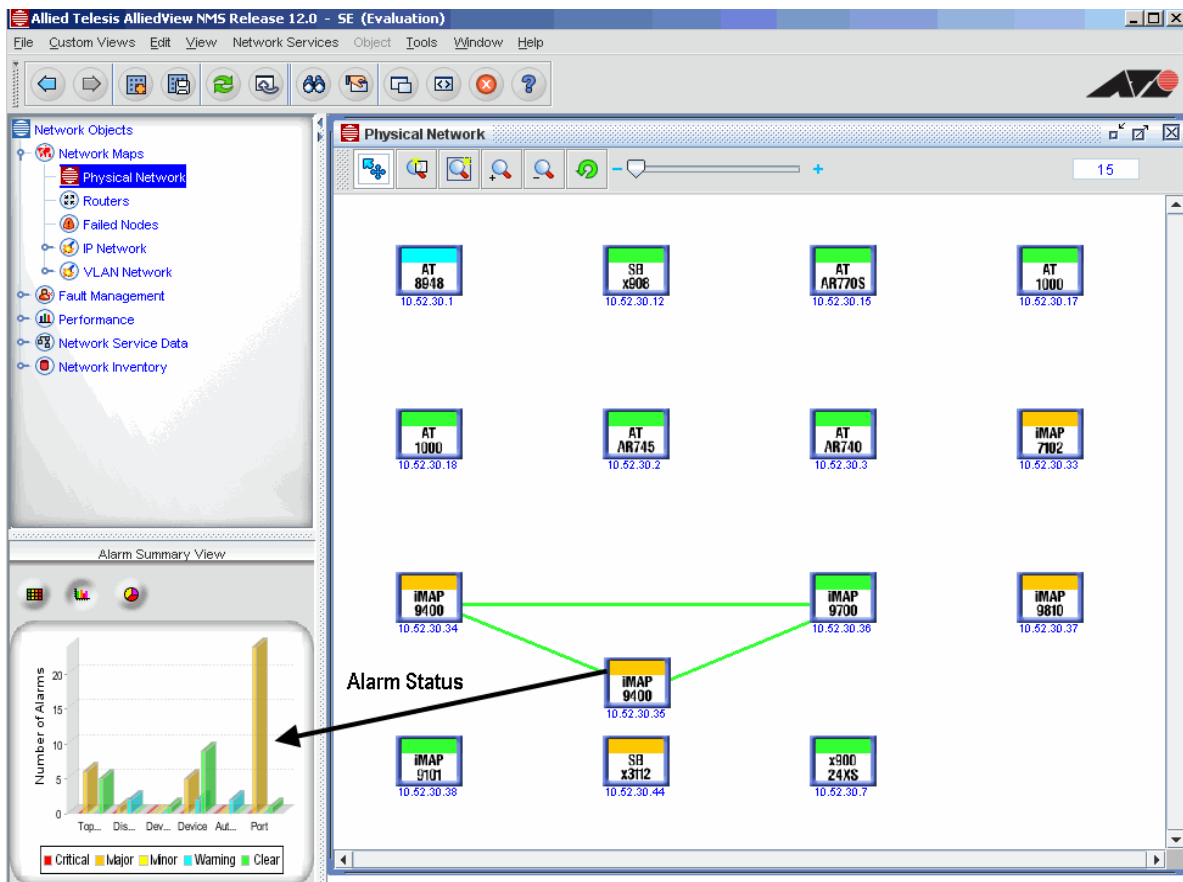 Allied Telesis AlliedView NMS Release 12.0 - SE (Evaluation)
File Custom Views Edit View Network Services Object Tools Window Help
Network Objects
Network Maps
Physical Network
Routers
Failed Nodes
IP Network
VLAN Network
Fault Management
Performance
Network Service Data
Network Inventory
Physical Network
15
AT
8948
10.52.30.1
SB
x908
10.52.30.12
AT
AR770S
10.52.30.15
AT
1000
10.52.30.17
AT
1000
10.52.30.18
AT
AR745
10.52.30.2
AT
AR740
10.52.30.3
iMAP
7102
10.52.30.33
iMAP
9400
10.52.30.34
iMAP
9700
10.52.30.36
iMAP
9810
10.52.30.37
iMAP
9400
10.52.30.35
iMAP
9101
10.52.30.38
SB
x3112
10.52.30.44
x900
24XS
10.52.30.7
Alarm Status
Alarm Summary View
Number of Alarms
20
15
10
5
0
Top... Dis... Dev... Device Aut... Port
Critical Major Minor Warning Clear